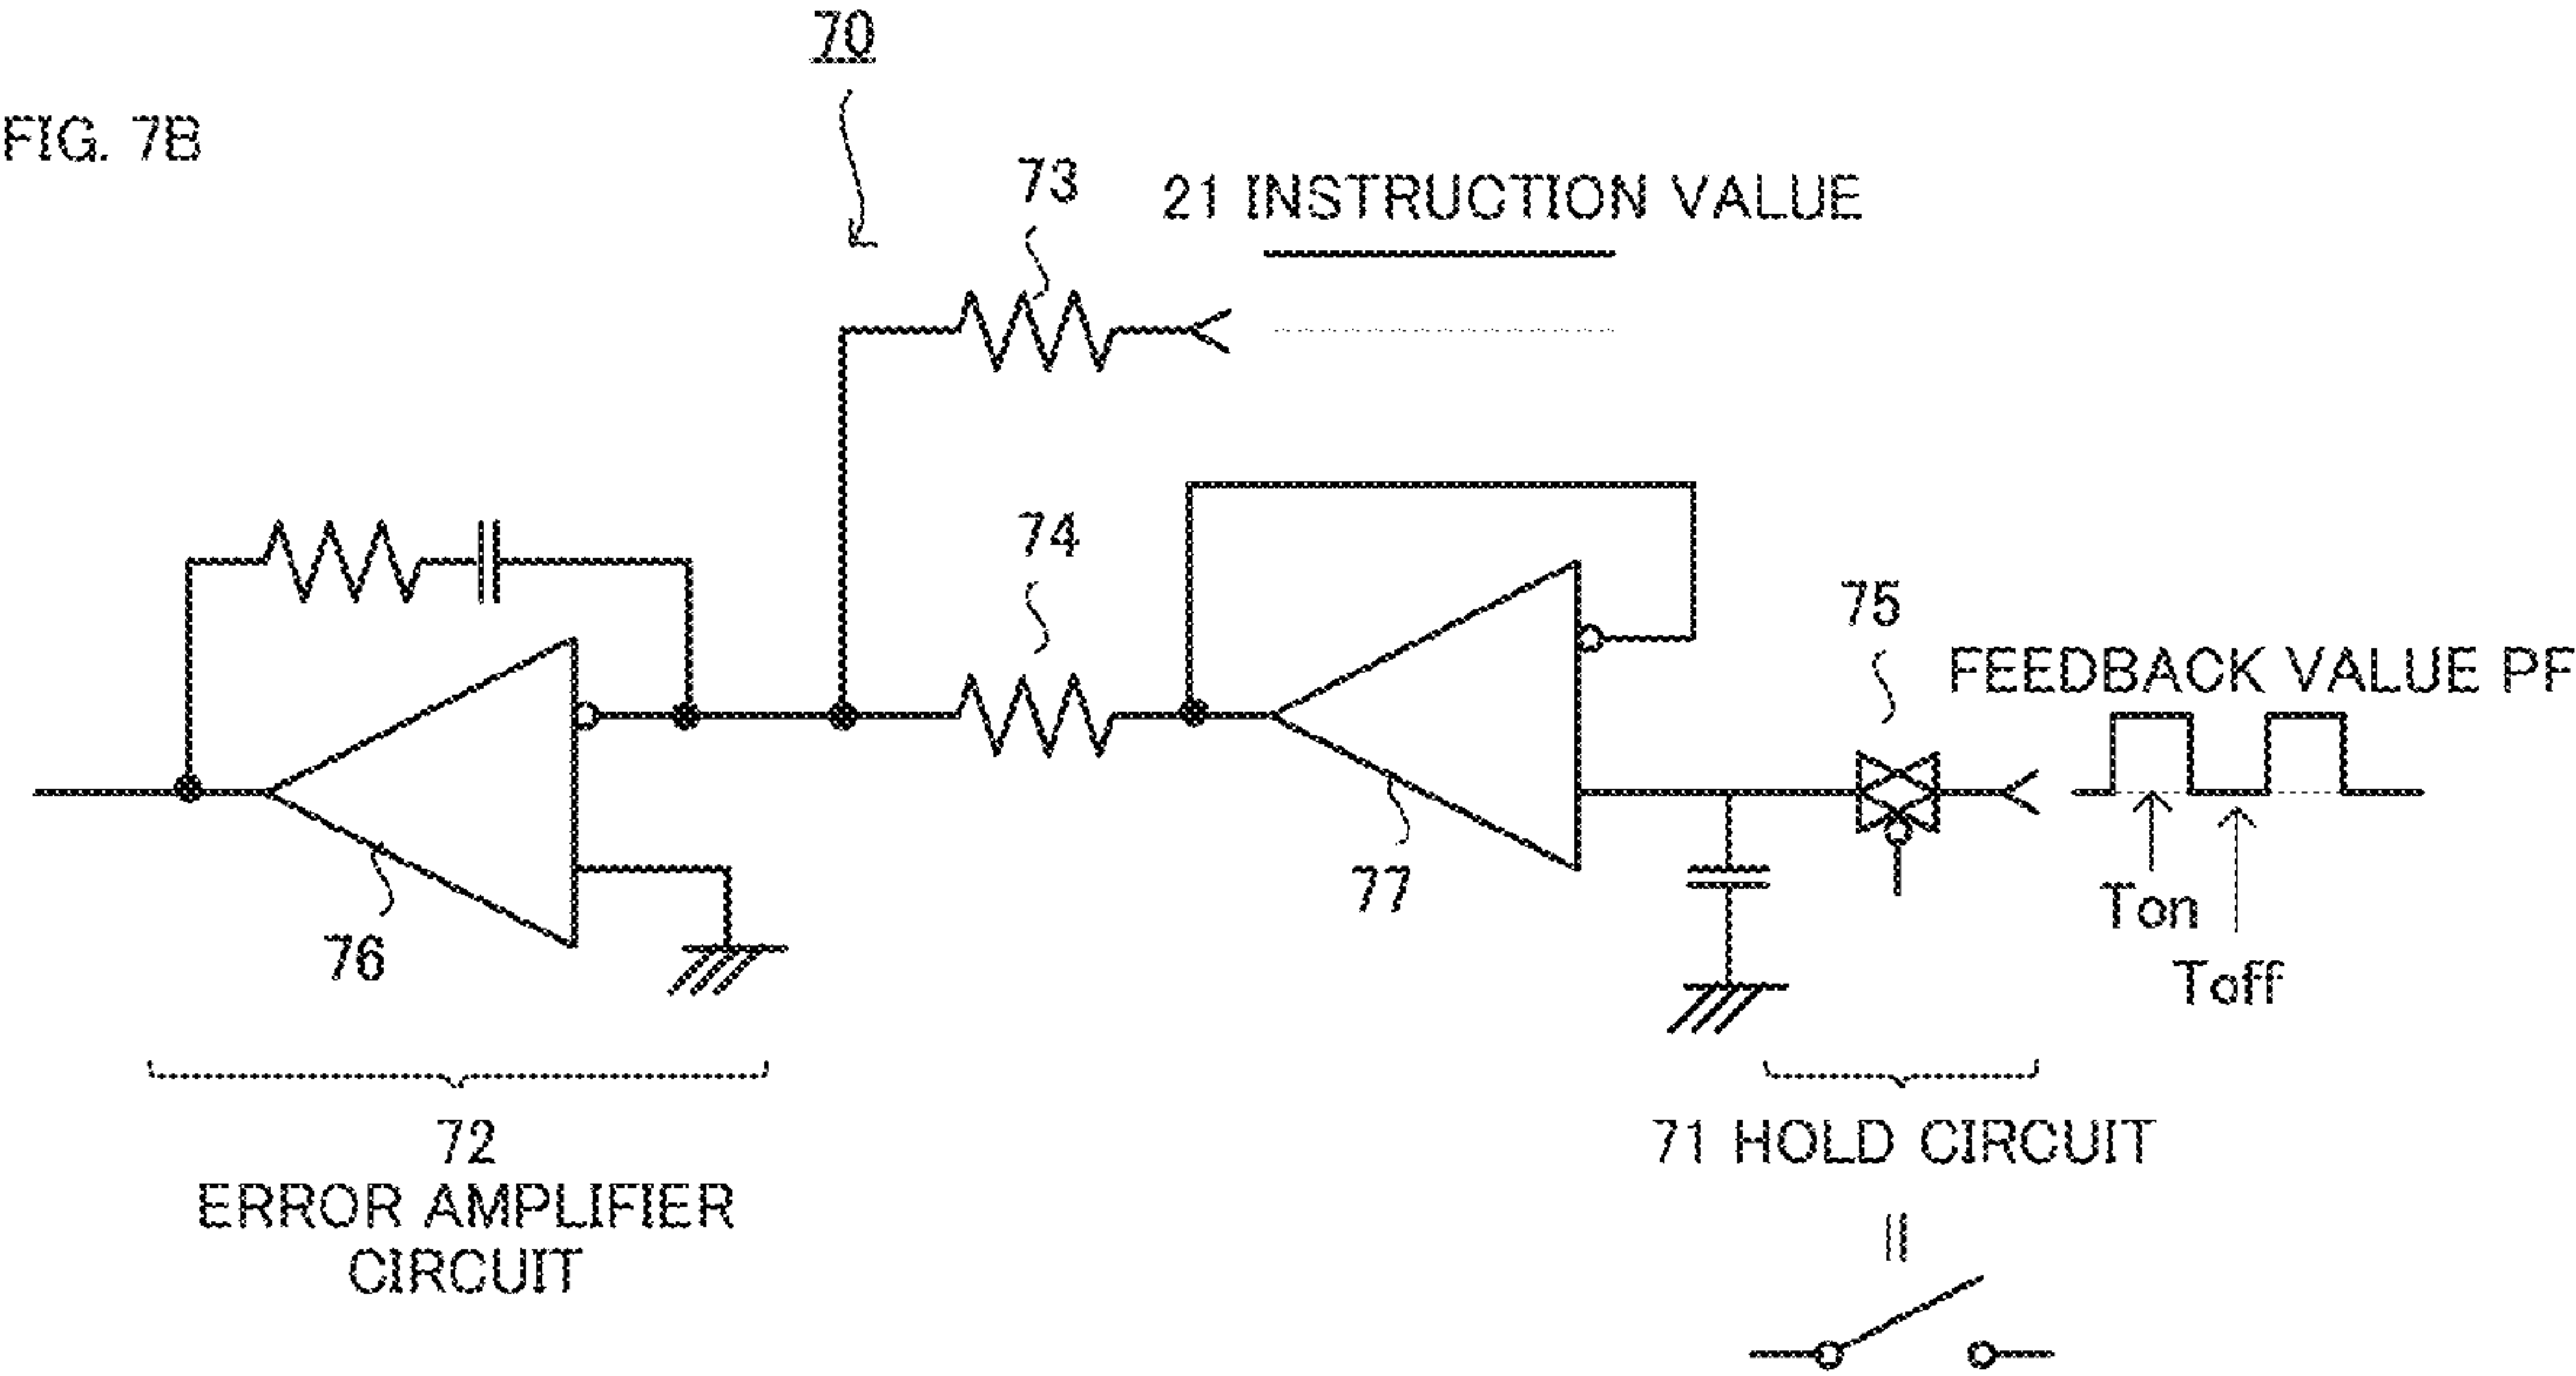 70
FIG. 7B
73
21 INSTRUCTION VALUE
74
75
FEEDBACK VALUE PF
77
Ton
76
Toff
72
71 HOLD CIRCUIT
ERROR AMPLIFIER
CIRCUIT